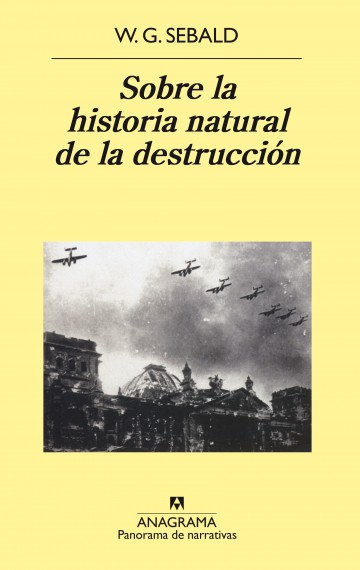 W. G. SEBALD
Sobre la
historia natural
de la destrucción
ANAGRAMA
Panorama de narrativas